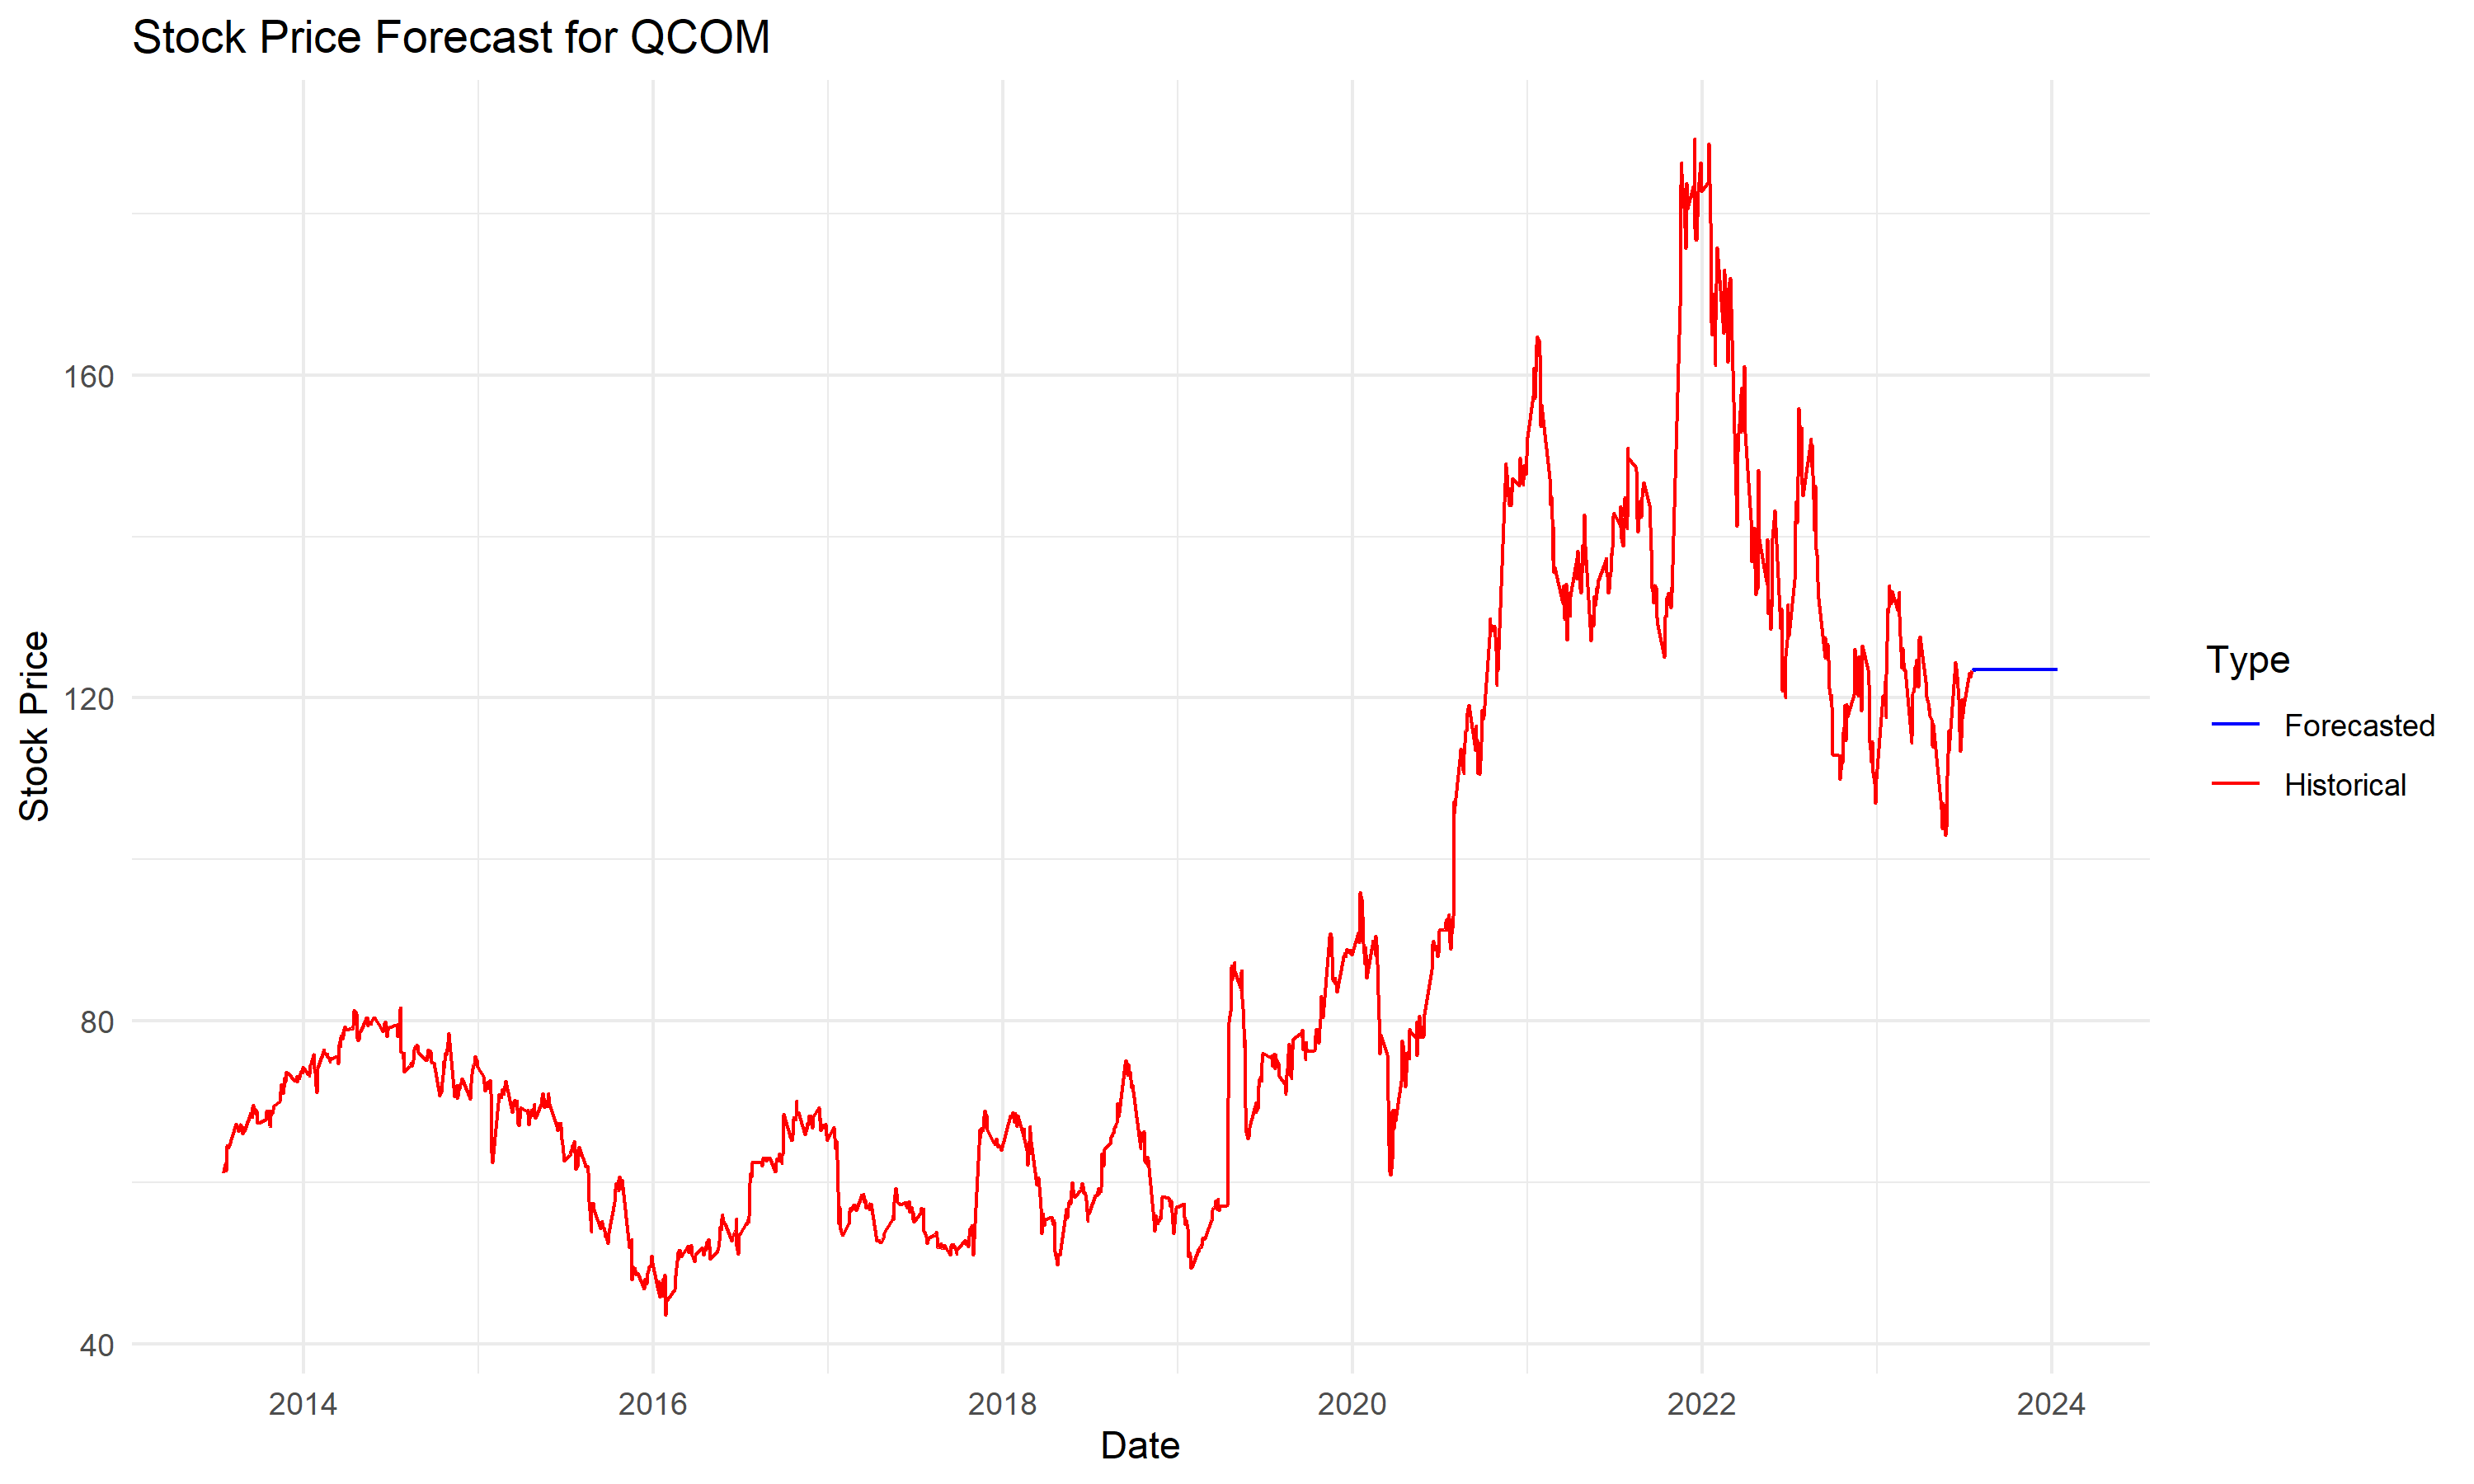 Stock Price Forecast for QCOM
Stock Price
160
120
80
40
2014 2016 2018 2020 2022 2024
Date
Type
Forecasted
Historical